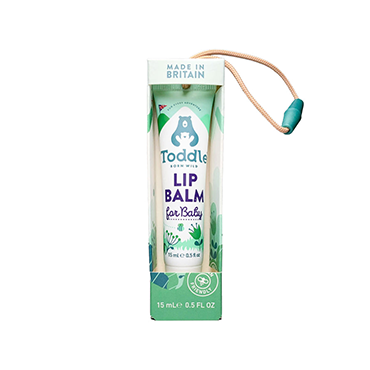 MADE IN
BRITAIN
Toddle
BORN WILD
LIP
BALM
for Baby
15 ml e 0.5 fl oz
FRIENDLY
15 ml e 0.5 FL OZ